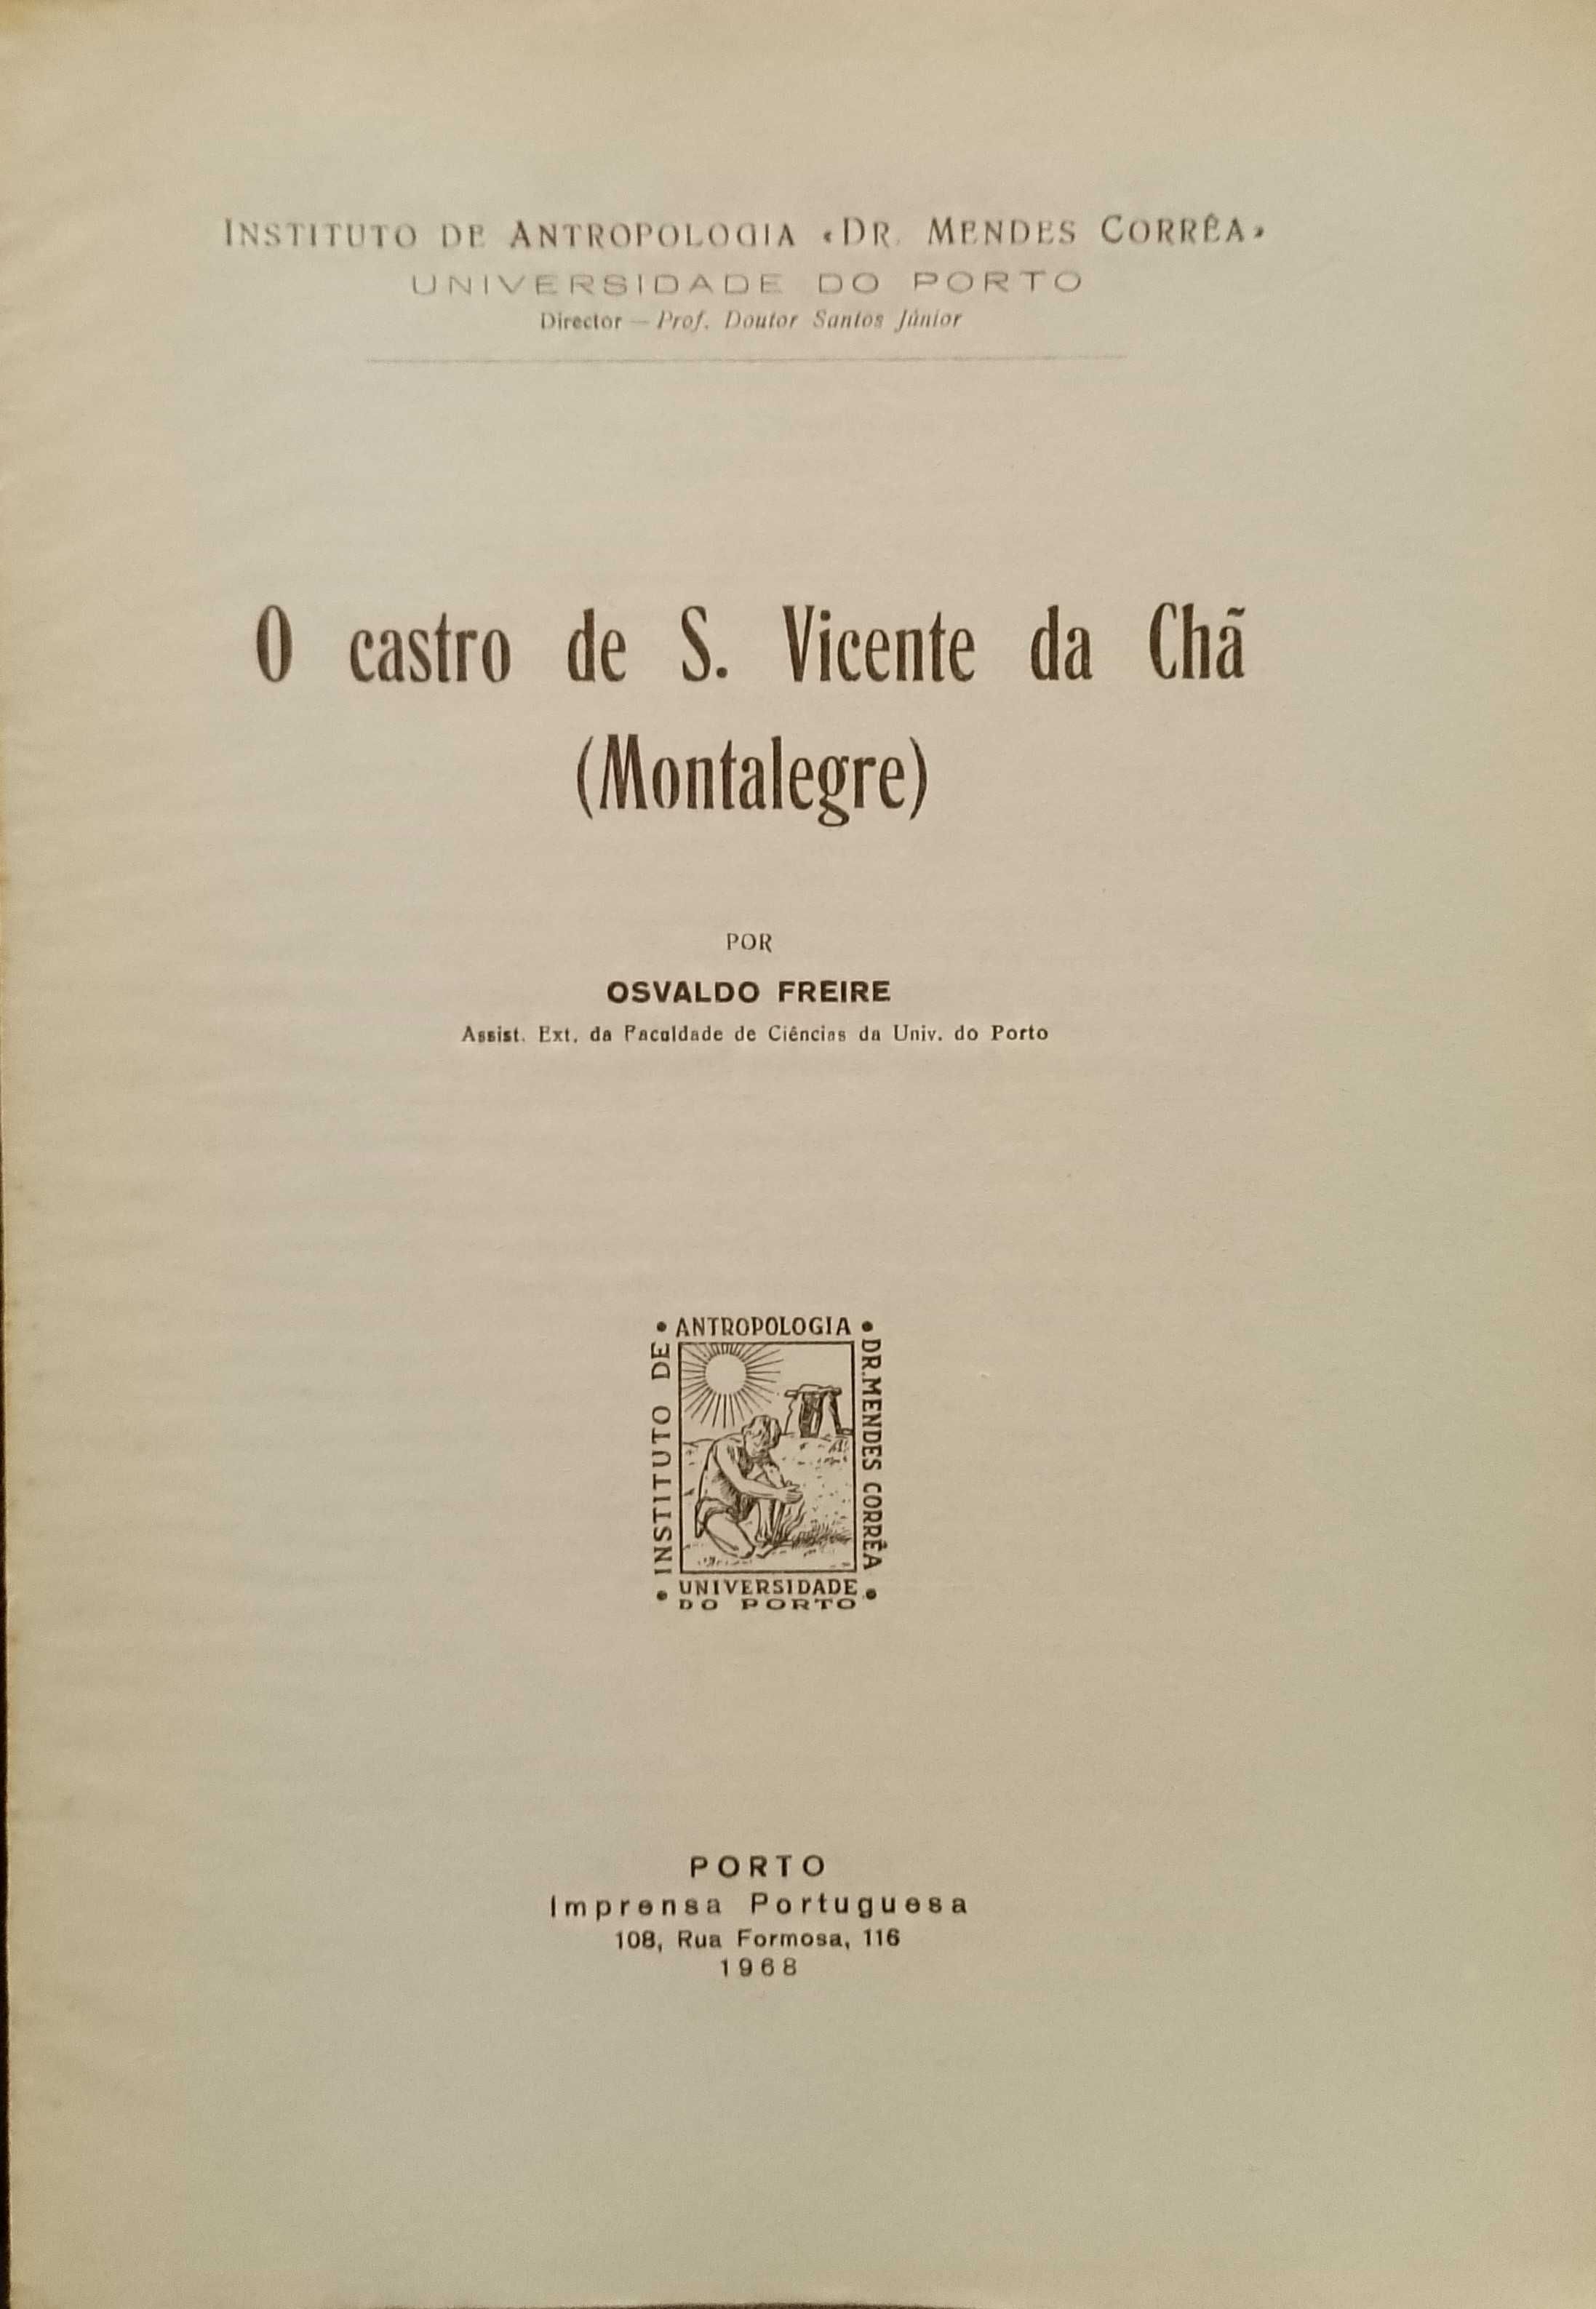 INSTITUTO DE ANTROPOLOGIA «DR. MENDES CORRÊA»
UNIVERSIDADE DO PORTO
Director — Prof. Doutor Santos Júnior
O castro de S. Vicente da Chã
(Montalegre)
POR
OSVALDO FREIRE
Assist. Ext. da Faculdade de Ciências da Univ. do Porto
• ANTROPOLOGIA •
DR. MENDES CORRÊA
• INSTITUTO DE
UNIVERSIDADE •
DO PORTO
PORTO
Imprensa Portuguesa
108, Rua Formosa, 116
1968